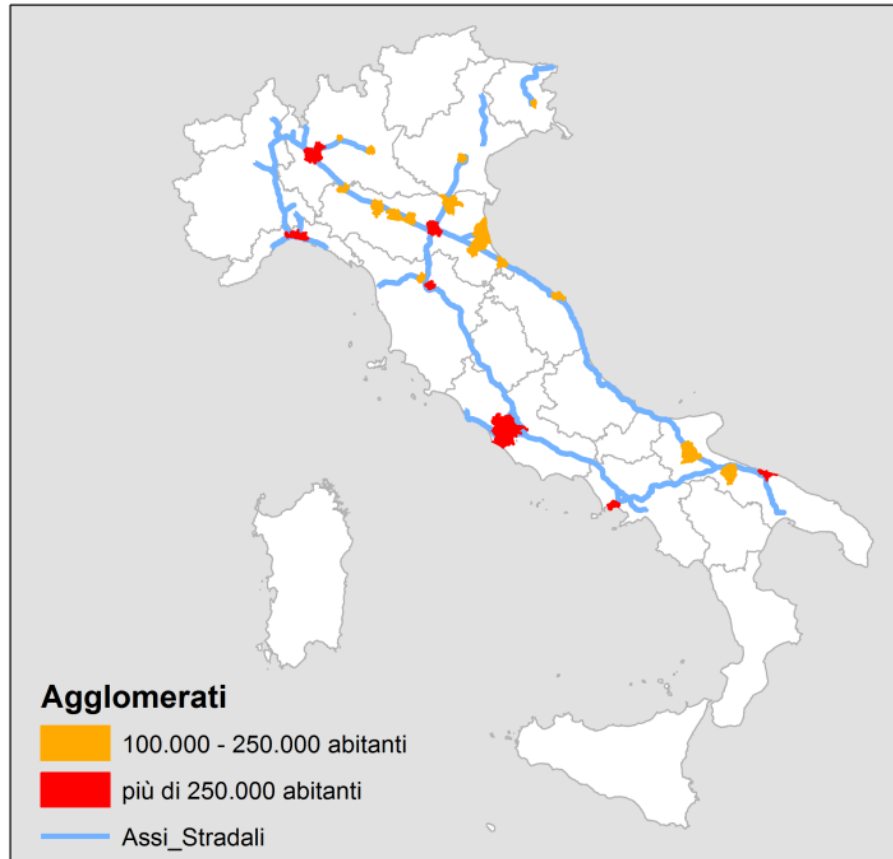 Agglomerati
100.000 - 250.000 abitanti
più di 250.000 abitanti
Assi_Stradali